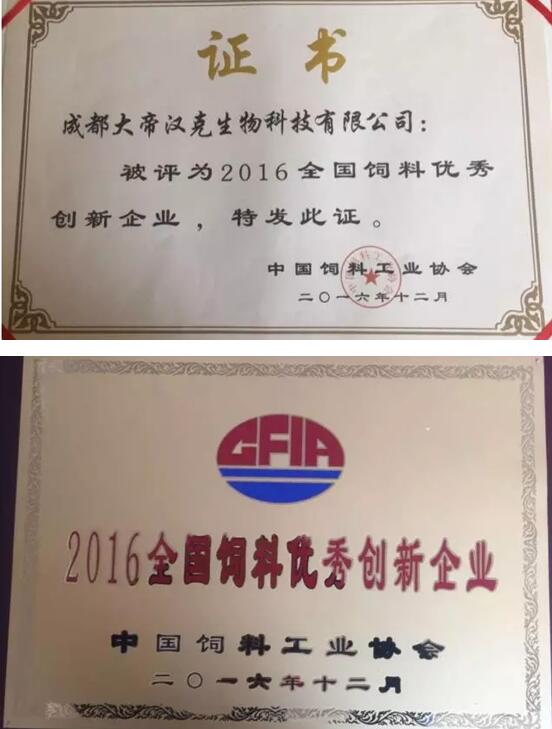 证书
成都大帝汉克生物科技有限公司：
被评为2016全国饲料优秀
创新企业，特发此证。
中国饲料工业协会
二〇一六年十二月
CFIA
2016全国饲料优秀创新企业
中国饲料工业协会
二〇一六年十二月